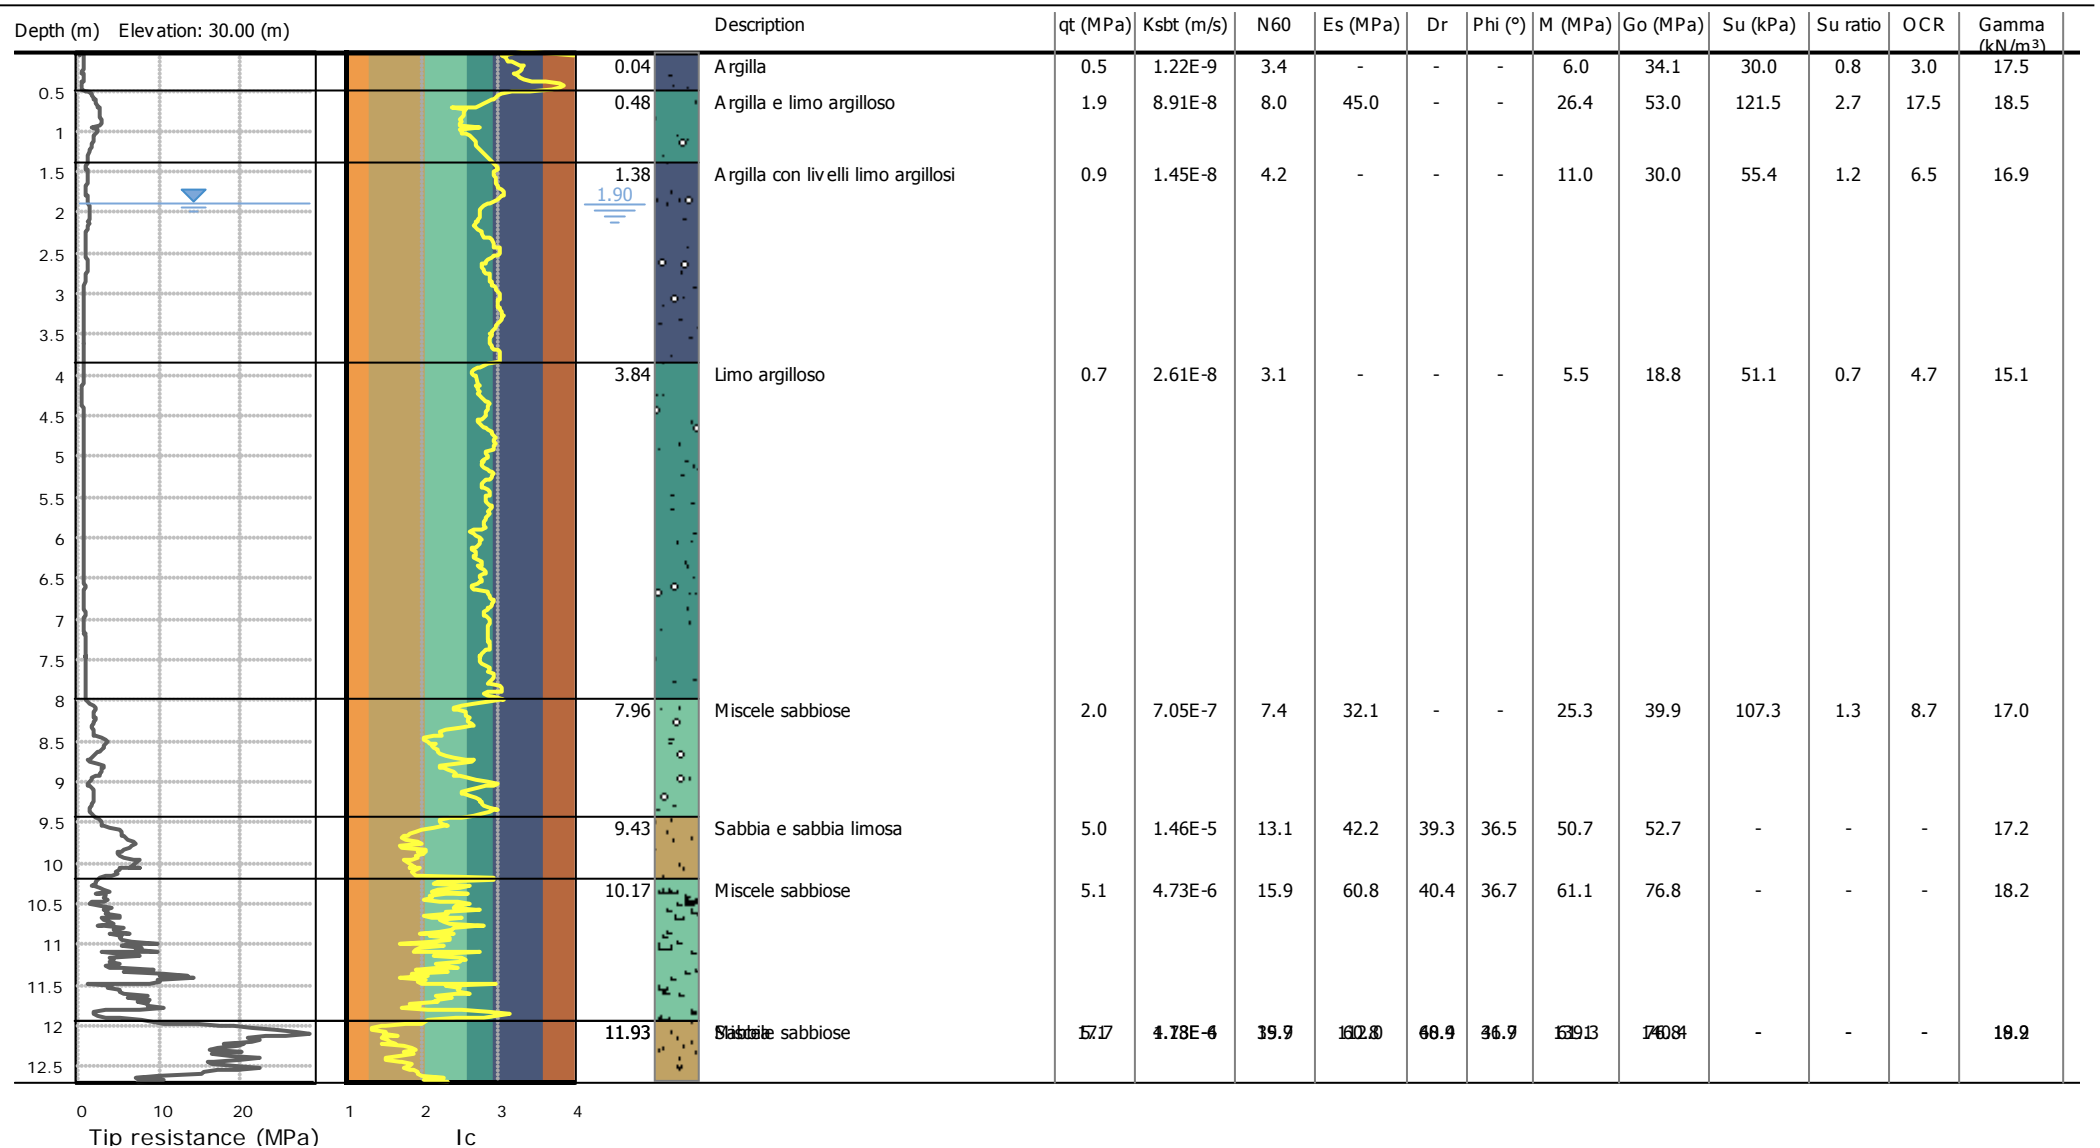 Depth (m) Elevation: 30.00 (m) Description qt (MPa) Ksbt (m/s) N60 Es (MPa) Dr Phi (°) M (MPa) Go (MPa) Su (kPa) Su ratio OCR Gamma
(kN/m³)
0.04 Argilla 0.5 1.22E-9 3.4 - - - 6.0 34.1 30.0 0.8 3.0 17.5
0.5
0.48 Argilla e limo argilloso 1.9 8.91E-8 8.0 45.0 - - 26.4 53.0 121.5 2.7 17.5 18.5
1
1.5
1.38 Argilla con livelli limo argillosi 0.9 1.45E-8 4.2 - - - 11.0 30.0 55.4 1.2 6.5 16.9
1.90
2
2.5
3
3.5
4
3.84 Limo argilloso 0.7 2.61E-8 3.1 - - - 5.5 18.8 51.1 0.7 4.7 15.1
4.5
5
5.5
6
6.5
7
7.5
8
7.96 Miscele sabbiose 2.0 7.05E-7 7.4 32.1 - - 25.3 39.9 107.3 1.3 8.7 17.0
8.5
9
9.5
9.43 Sabbia e sabbia limosa 5.0 1.46E-5 13.1 42.2 39.3 36.5 50.7 52.7 - - - 17.2
10
10.17 Miscele sabbiose 5.1 4.73E-6 15.9 60.8 40.4 36.7 61.1 76.8 - - - 18.2
10.5
11
11.5
12
11.93 sabbiose - - -
12.5
0 10 20 1 2 3 4
Tip resistance (MPa) Ic